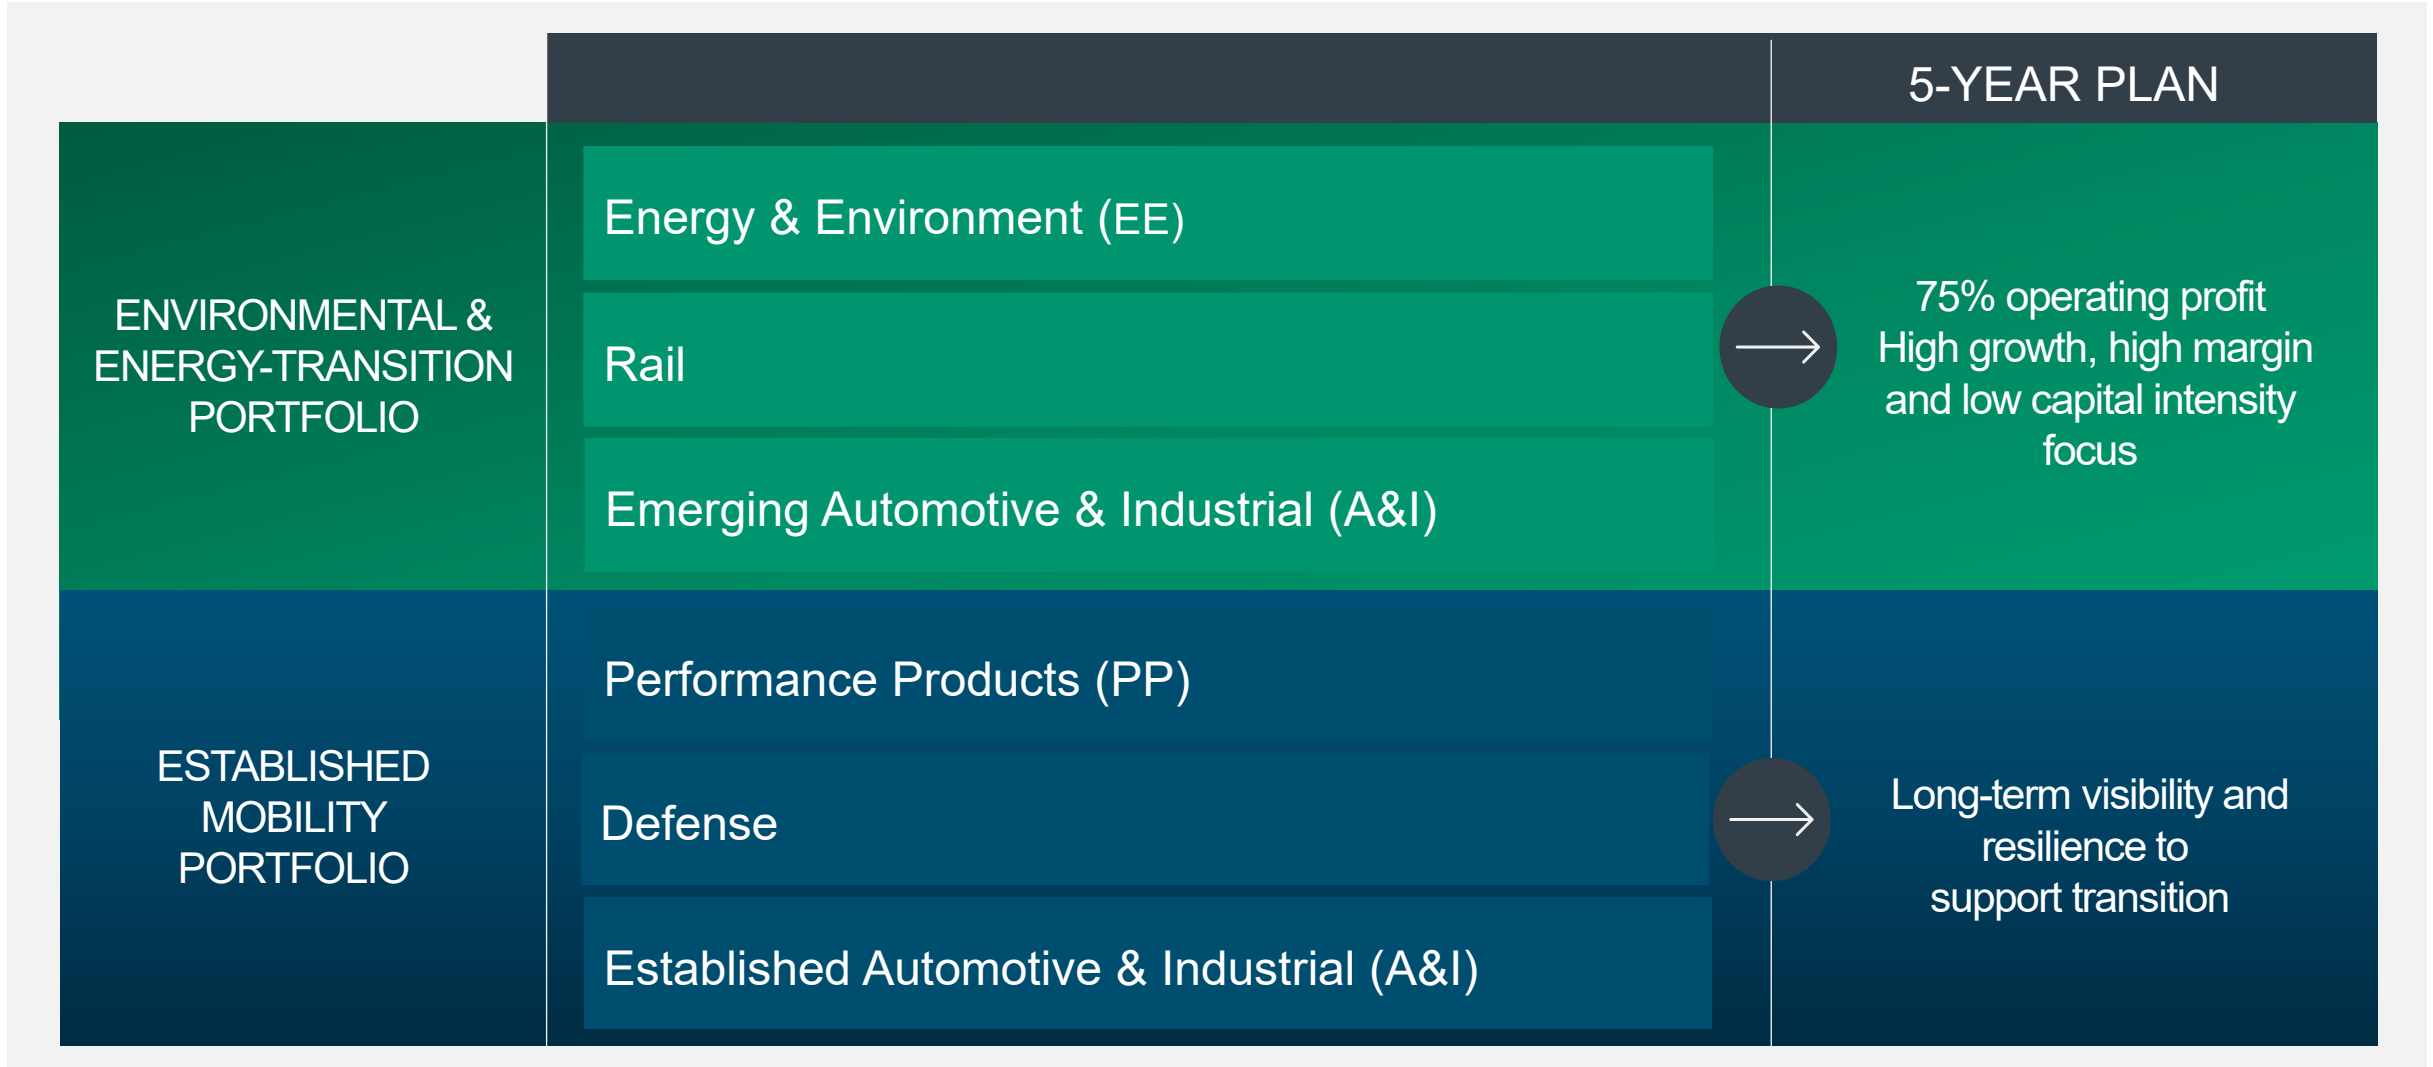 5-YEAR PLAN
ENVIRONMENTAL &
ENERGY-TRANSITION
PORTFOLIO
Energy & Environment (EE)
Rail
Emerging Automotive & Industrial (A&I)
75% operating profit
High growth, high margin
and low capital intensity
focus
ESTABLISHED
MOBILITY
PORTFOLIO
Performance Products (PP)
Defense
Established Automotive & Industrial (A&I)
Long-term visibility and
resilience to
support transition